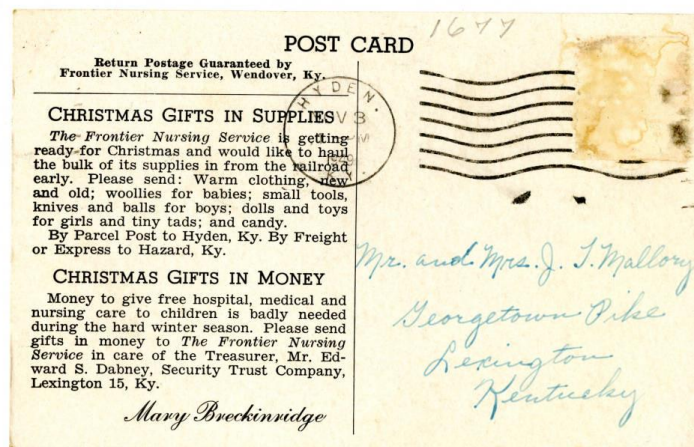 1677
POST CARD
Return Postage Guaranteed by
Frontier Nursing Service, Wendover, Ky.
HYDEN.
V 3
M
1949
KY.
CHRISTMAS GIFTS IN SUPPLIES
The Frontier Nursing Service is getting
ready for Christmas and would like to haul
the bulk of its supplies in from the railroad
early. Please send: Warm clothing, new
and old; woollies for babies; small tools,
knives and balls for boys; dolls and toys
for girls and tiny tads; and candy.
By Parcel Post to Hyden, Ky. By Freight
or Express to Hazard, Ky.
CHRISTMAS GIFTS IN MONEY
Money to give free hospital, medical and
nursing care to children is badly needed
during the hard winter season. Please send
gifts in money to The Frontier Nursing
Service in care of the Treasurer, Mr. Ed-
ward S. Dabney, Security Trust Company,
Lexington 15, Ky.
Mary Breckinridge
Mr. and Mrs. J. T. Mallory
Georgetown Pike
Lexington
Kentucky